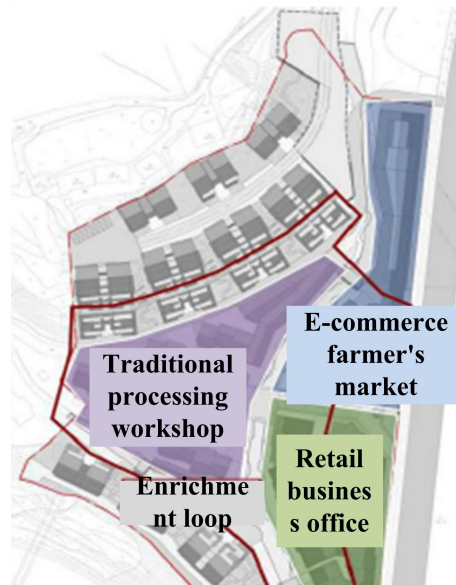 E-commerce
farmer's
market
Traditional
processing
workshop
Enrichme
nt loop
Retail
busines
s office